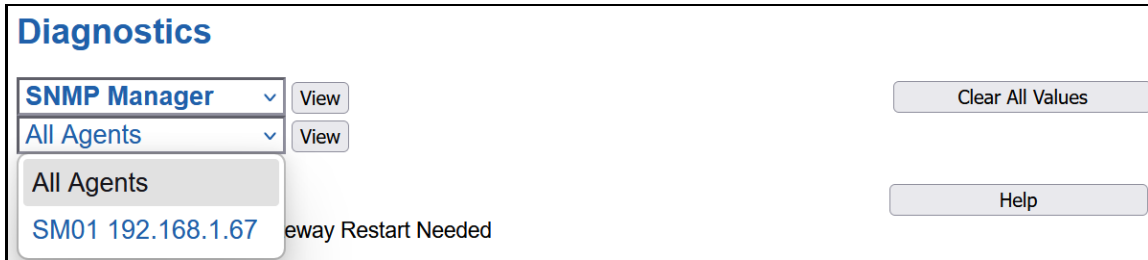 Diagnostics
SNMP Manager View Clear All Values
All Agents View
All Agents
Help
SM01 192.168.1.67 eway Restart Needed